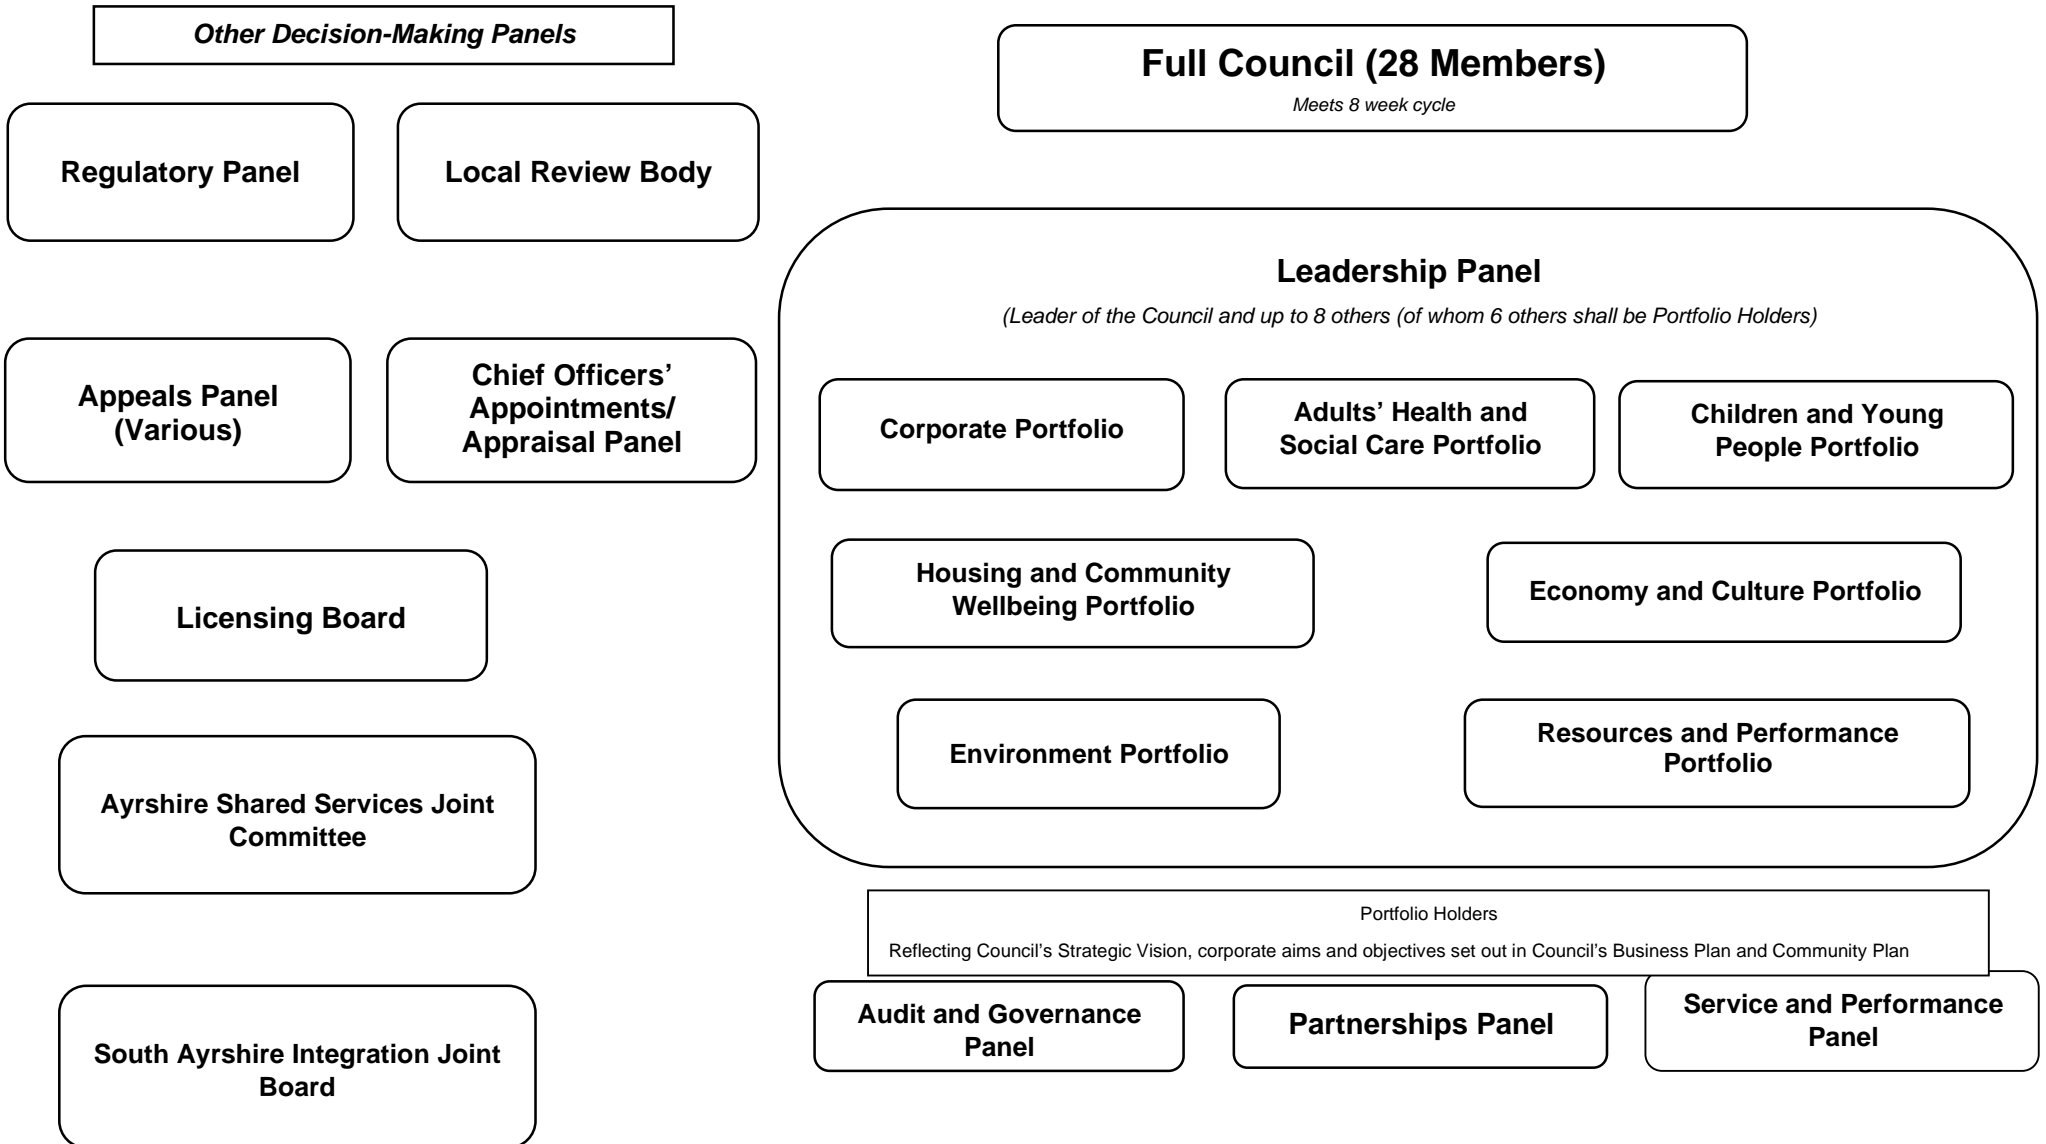 Other Decision-Making Panels
Regulatory Panel
Local Review Body
Appeals Panel
(Various)
Chief Officers’
Appointments/
Appraisal Panel
Licensing Board
Ayrshire Shared Services Joint
Committee
South Ayrshire Integration Joint
Board
Full Council (28 Members)
Meets 8 week cycle
Leadership Panel
(Leader of the Council and up to 8 others (of whom 6 others shall be Portfolio Holders)
Corporate Portfolio
Adults’ Health and
Social Care Portfolio
Children and Young
People Portfolio
Housing and Community
Wellbeing Portfolio
Economy and Culture Portfolio
Environment Portfolio
Resources and Performance
Portfolio
Portfolio Holders
Reflecting Council’s Strategic Vision, corporate aims and objectives set out in Council’s Business Plan and Community Plan
Audit and Governance
Panel
Partnerships Panel
Service and Performance
Panel